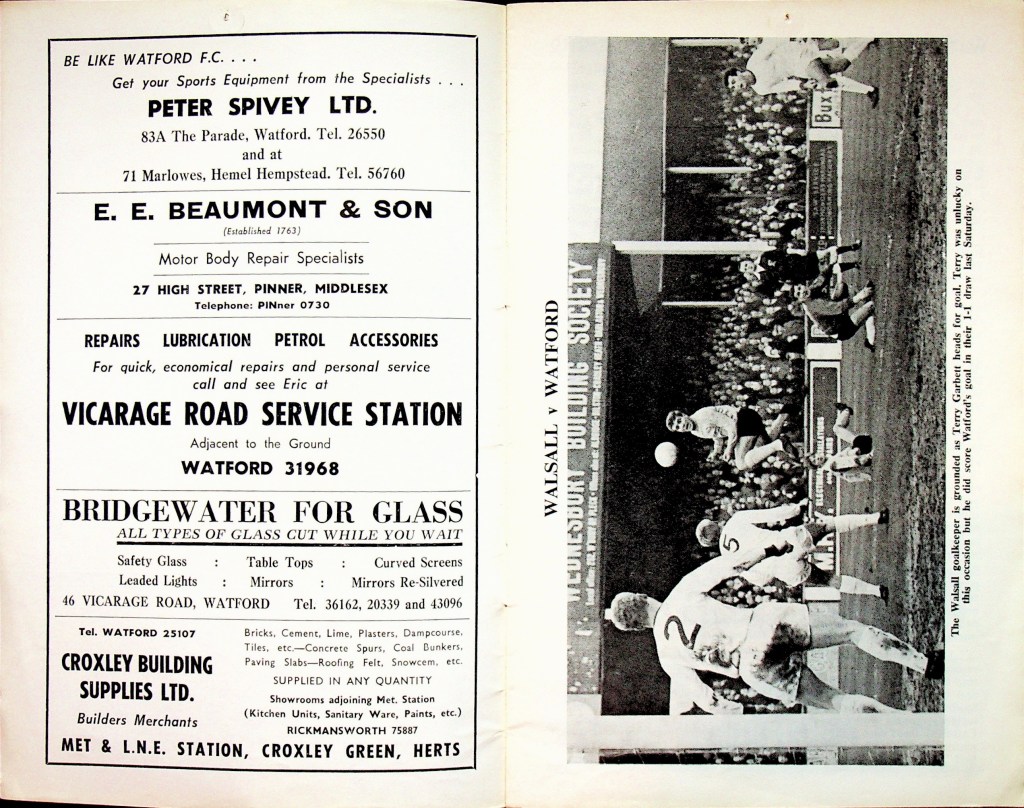 BE LIKE WATFORD F.C. . . .
Get your Sports Equipment from the Specialists . . .
PETER SPIVEY LTD.
83A The Parade, Watford. Tel. 26550
and at
71 Marlowes, Hemel Hempstead. Tel. 56760
E. E. BEAUMONT & SON
(Established 1763)
Motor Body Repair Specialists
27 HIGH STREET, PINNER, MIDDLESEX
Telephone: PINner 0730
REPAIRS LUBRICATION PETROL ACCESSORIES
For quick, economical repairs and personal service
call and see Eric at
VICARAGE ROAD SERVICE STATION
Adjacent to the Ground
WATFORD 31968
BRIDGEWATER FOR GLASS
ALL TYPES OF GLASS CUT WHILE YOU WAIT
Safety Glass : Table Tops : Curved Screens
Leaded Lights : Mirrors : Mirrors Re-Silvered
46 VICARAGE ROAD, WATFORD Tel. 36162, 20339 and 43096
Tel. WATFORD 25107
CROXLEY BUILDING
SUPPLIES LTD.
Builders Merchants
Bricks, Cement, Lime, Plasters, Dampcourse,
Tiles, etc.—Concrete Spurs, Coal Bunkers,
Paving Slabs—Roofing Felt, Snowcem, etc.
SUPPLIED IN ANY QUANTITY
Showrooms adjoining Met. Station
(Kitchen Units, Sanitary Ware, Paints, etc.)
RICKMANSWORTH 75887
MET & L.N.E. STATION, CROXLEY GREEN, HERTS
WALSALL v WATFORD
WEDNESBURY BUILDING SOCIETY
Bux
2
5
The Walsall goalkeeper is grounded as Terry Garbett heads for goal. Terry was unlucky on
this occasion but he did score Watford's goal in their 1-1 draw last Saturday.